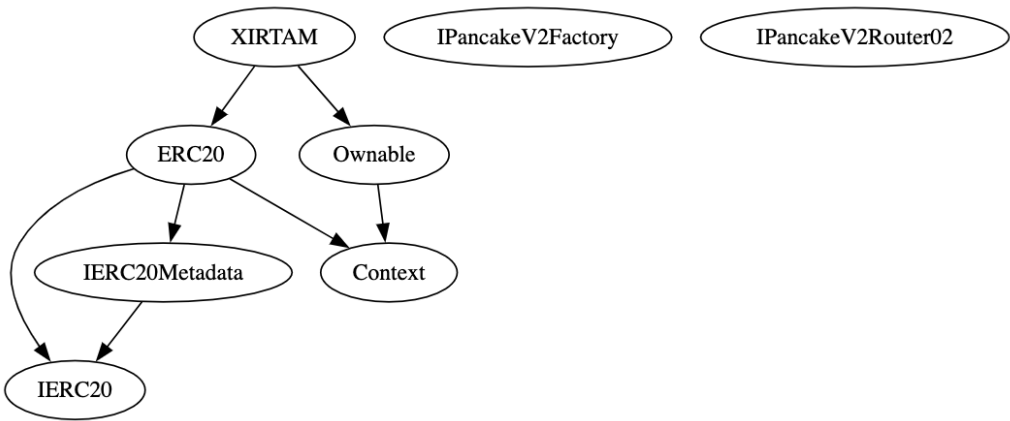 XIRTAM
IPancakeV2Factory
IPancakeV2Router02
ERC20
Ownable
IERC20Metadata
Context
IERC20